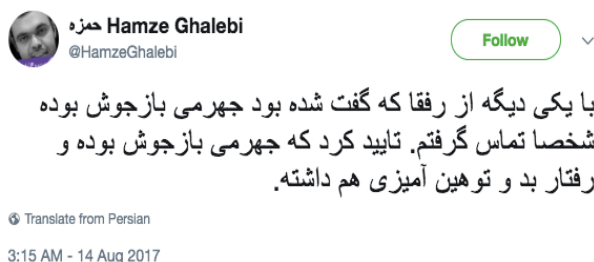 حمزه Hamze Ghalebi
@HamzeGhalebi
Follow
با یکی دیگه از رفقا که گفت شده بود جهرمی بازجوش بوده
شخصا تماس گرفتم. تایید کرد که جهرمی بازجوش بوده و
رفتار بد و توهین آمیزی هم داشته.
Translate from Persian
3:15 AM - 14 Aug 2017